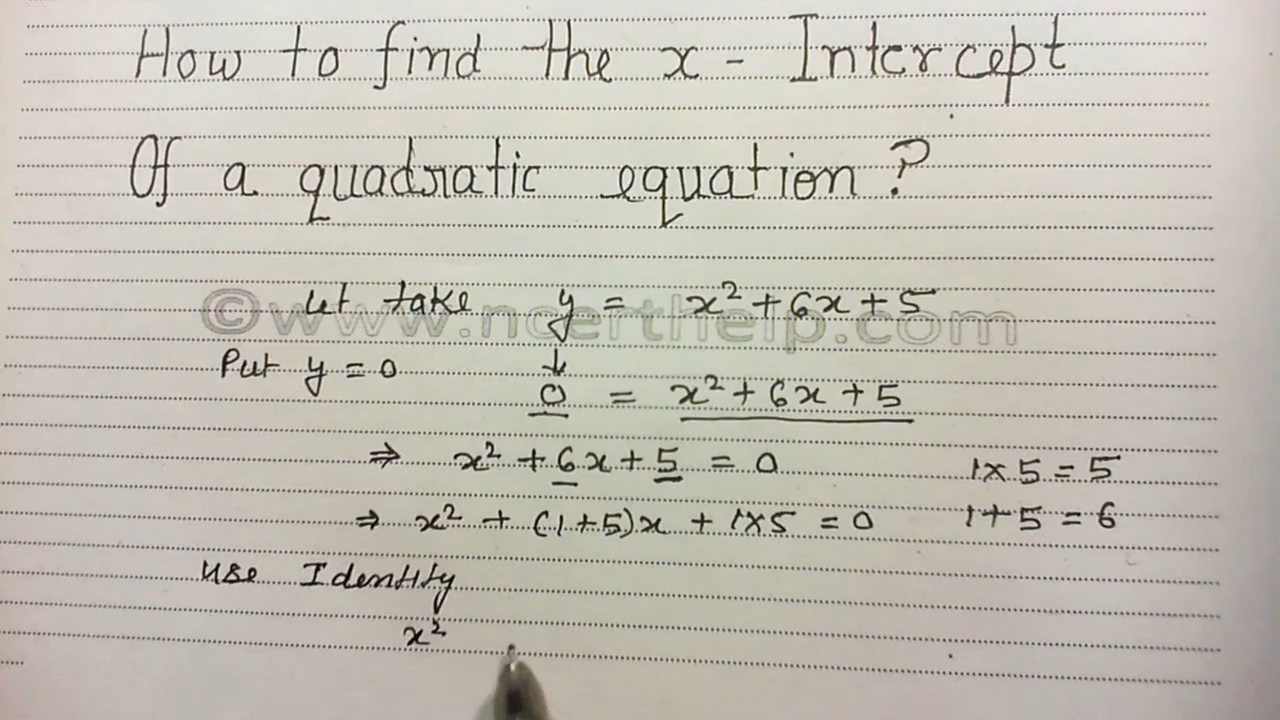 How to find the x - Intercept
Of a quadratic equation ?
©www.ncerthelp.com
Let take y = x² + 6x + 5
Put y = 0 ↓
0 = x² + 6x + 5
⇒ x² + 6x + 5 = 0 1 × 5 = 5
⇒ x² + (1 + 5)x + 1×5 = 0 1 + 5 = 6
Use Identity
x²